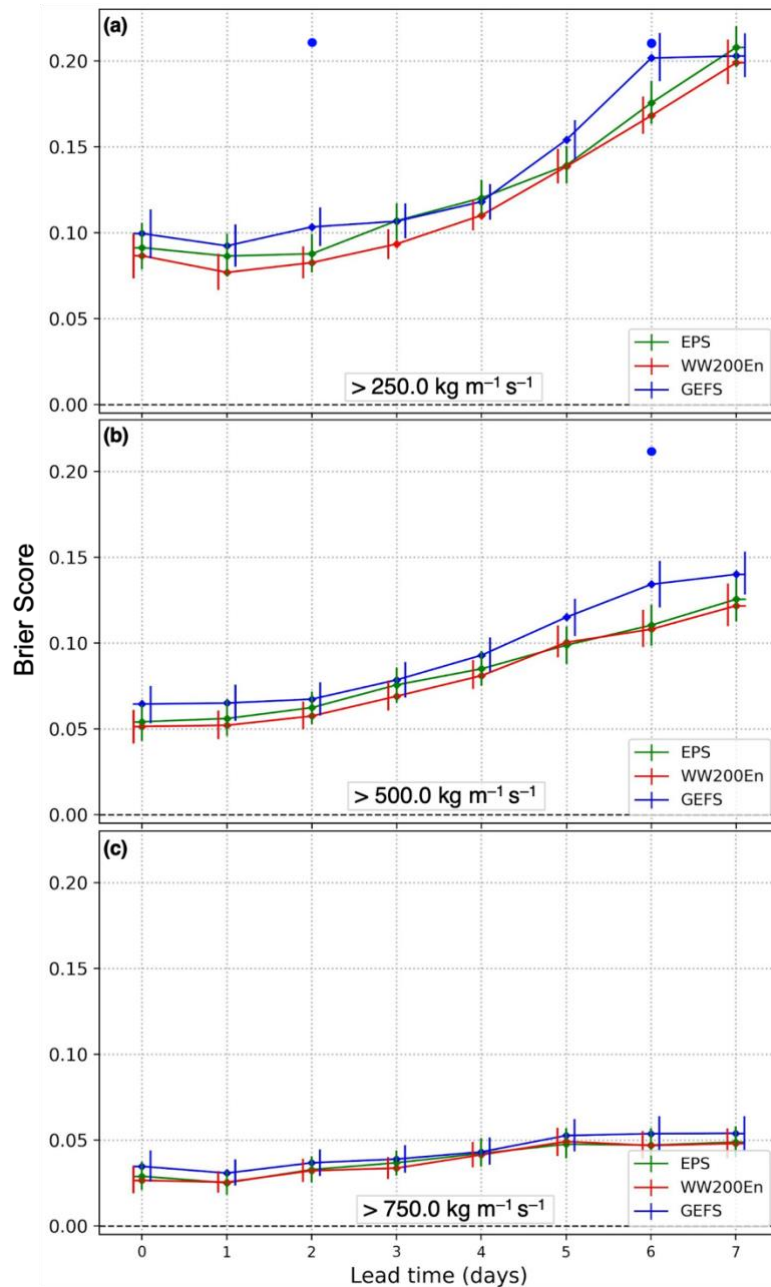 (a)
0.20
0.15
0.10
0.05
0.00
EPS
WW200En
GEFS
> 250.0 kg m⁻¹ s⁻¹
(b)
0.20
0.15
0.10
0.05
0.00
Brier Score
EPS
WW200En
GEFS
> 500.0 kg m⁻¹ s⁻¹
(c)
0.20
0.15
0.10
0.05
0.00
EPS
WW200En
GEFS
> 750.0 kg m⁻¹ s⁻¹
0 1 2 3 4 5 6 7
Lead time (days)